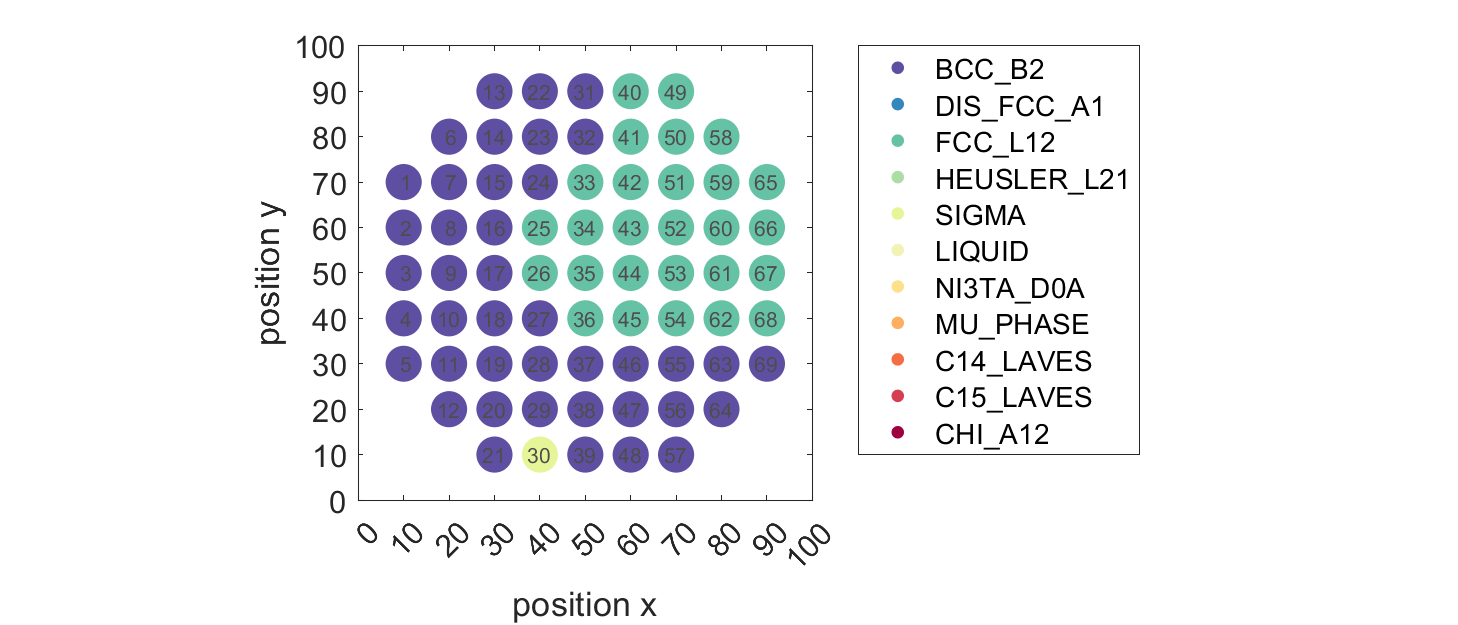 100
90
80
70
60
50
40
30
20
10
0
position y
13 22 31 40 49
6 14 23 32 41 50 58
1 7 15 24 33 42 51 59 65
2 8 16 25 34 43 52 60 66
3 9 17 26 35 44 53 61 67
4 10 18 27 36 45 54 62 68
5 11 19 28 37 46 55 63 69
12 20 29 38 47 56 64
21 30 39 48 57
0 10 20 30 40 50 60 70 80 90 100
position x
BCC_B2
DIS_FCC_A1
FCC_L12
HEUSLER_L21
SIGMA
LIQUID
NI3TA_D0A
MU_PHASE
C14_LAVES
C15_LAVES
CHI_A12